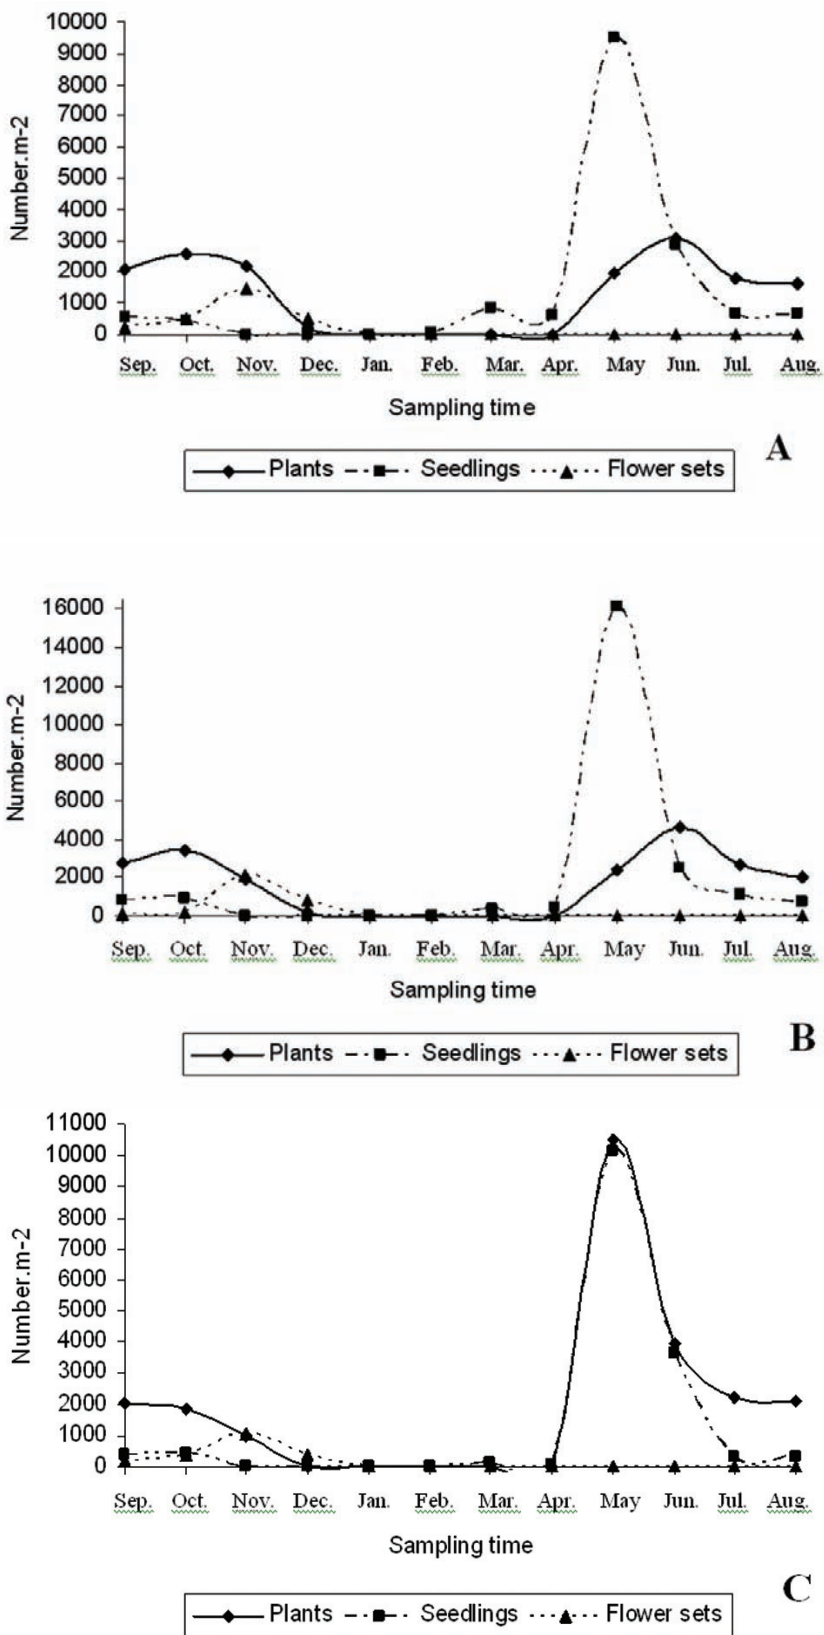 10000
9000
8000
7000
6000
5000
4000
3000
2000
1000
0
Number.m-2
Sep. Oct. Nov. Dec. Jan. Feb. Mar. Apr. May Jun. Jul. Aug.
Sampling time
A
Plants Seedlings Flower sets
16000
14000
12000
10000
8000
6000
4000
2000
0
Number.m-2
Sep. Oct. Nov. Dec. Jan. Feb. Mar. Apr. May Jun. Jul. Aug.
Sampling time
B
Plants Seedlings Flower sets
11000
10000
9000
8000
7000
6000
5000
4000
3000
2000
1000
0
Number.m-2
Sep. Oct. Nov. Dec. Jan. Feb. Mar. Apr. May Jun. Jul. Aug.
Sampling time
C
Plants Seedlings Flower sets